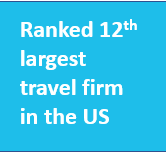 Ranked 12th
largest
travel firm
in the US